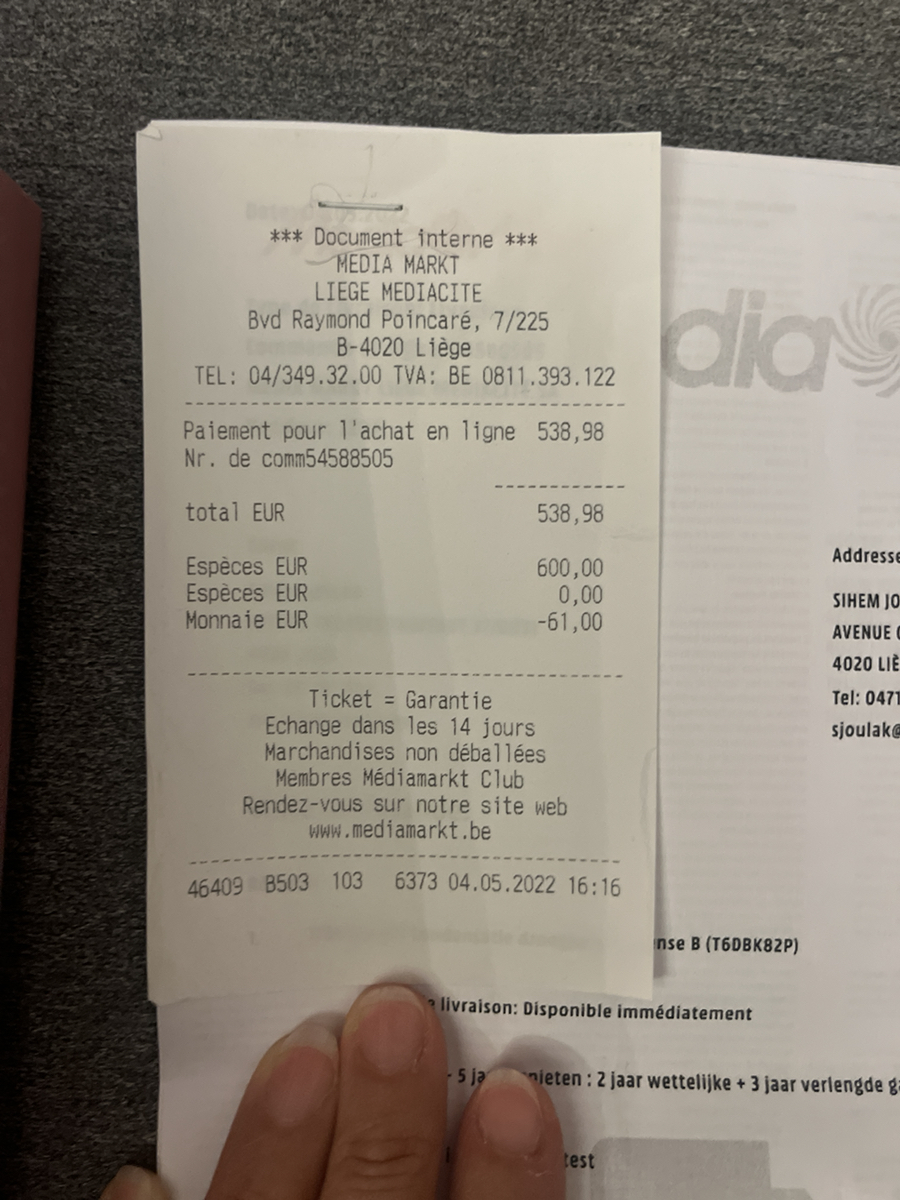 *** Document interne ***
MEDIA MARKT
LIEGE MEDIACITE
Bvd Raymond Poincaré, 7/225
B-4020 Liège
TEL: 04/349.32.00 TVA: BE 0811.393.122
Paiement pour l'achat en ligne 538,98
Nr. de comm54588505
total EUR 538,98
Espèces EUR 600,00
Espèces EUR 0,00
Monnaie EUR -61,00
Ticket = Garantie
Echange dans les 14 jours
Marchandises non déballées
Membres Médiamarkt Club
Rendez-vous sur notre site web
www.mediamarkt.be
46409 B503 103 6373 04.05.2022 16:16
dia
Addresse
SIHEM JO
AVENUE
4020 LIÈ
Tel: 0471
sjoulak@
nse B (T6DBK82P)
livraison: Disponible immédiatement
5 ja nieten : 2 jaar wettelijke + 3 jaar verlengde ga
test